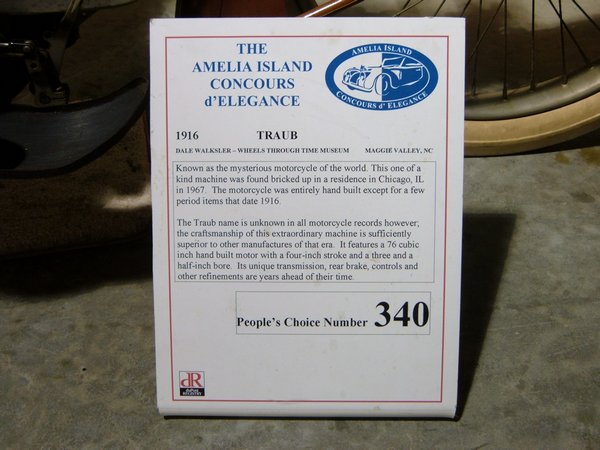 THE
AMELIA ISLAND
CONCOURS
d'ELEGANCE
AMELIA ISLAND
CONCOURS d' ELEGANCE
1916 TRAUB
DALE WALKSLER – WHEELS THROUGH TIME MUSEUM MAGGIE VALLEY, NC
Known as the mysterious motorcycle of the world. This one of a
kind machine was found bricked up in a residence in Chicago, IL
in 1967. The motorcycle was entirely hand built except for a few
period items that date 1916.
The Traub name is unknown in all motorcycle records however;
the craftsmanship of this extraordinary machine is sufficiently
superior to other manufactures of that era. It features a 76 cubic
inch hand built motor with a four-inch stroke and a three and a
half-inch bore. Its unique transmission, rear brake, controls and
other refinements are years ahead of their time.
People's Choice Number 340
REGISTRY